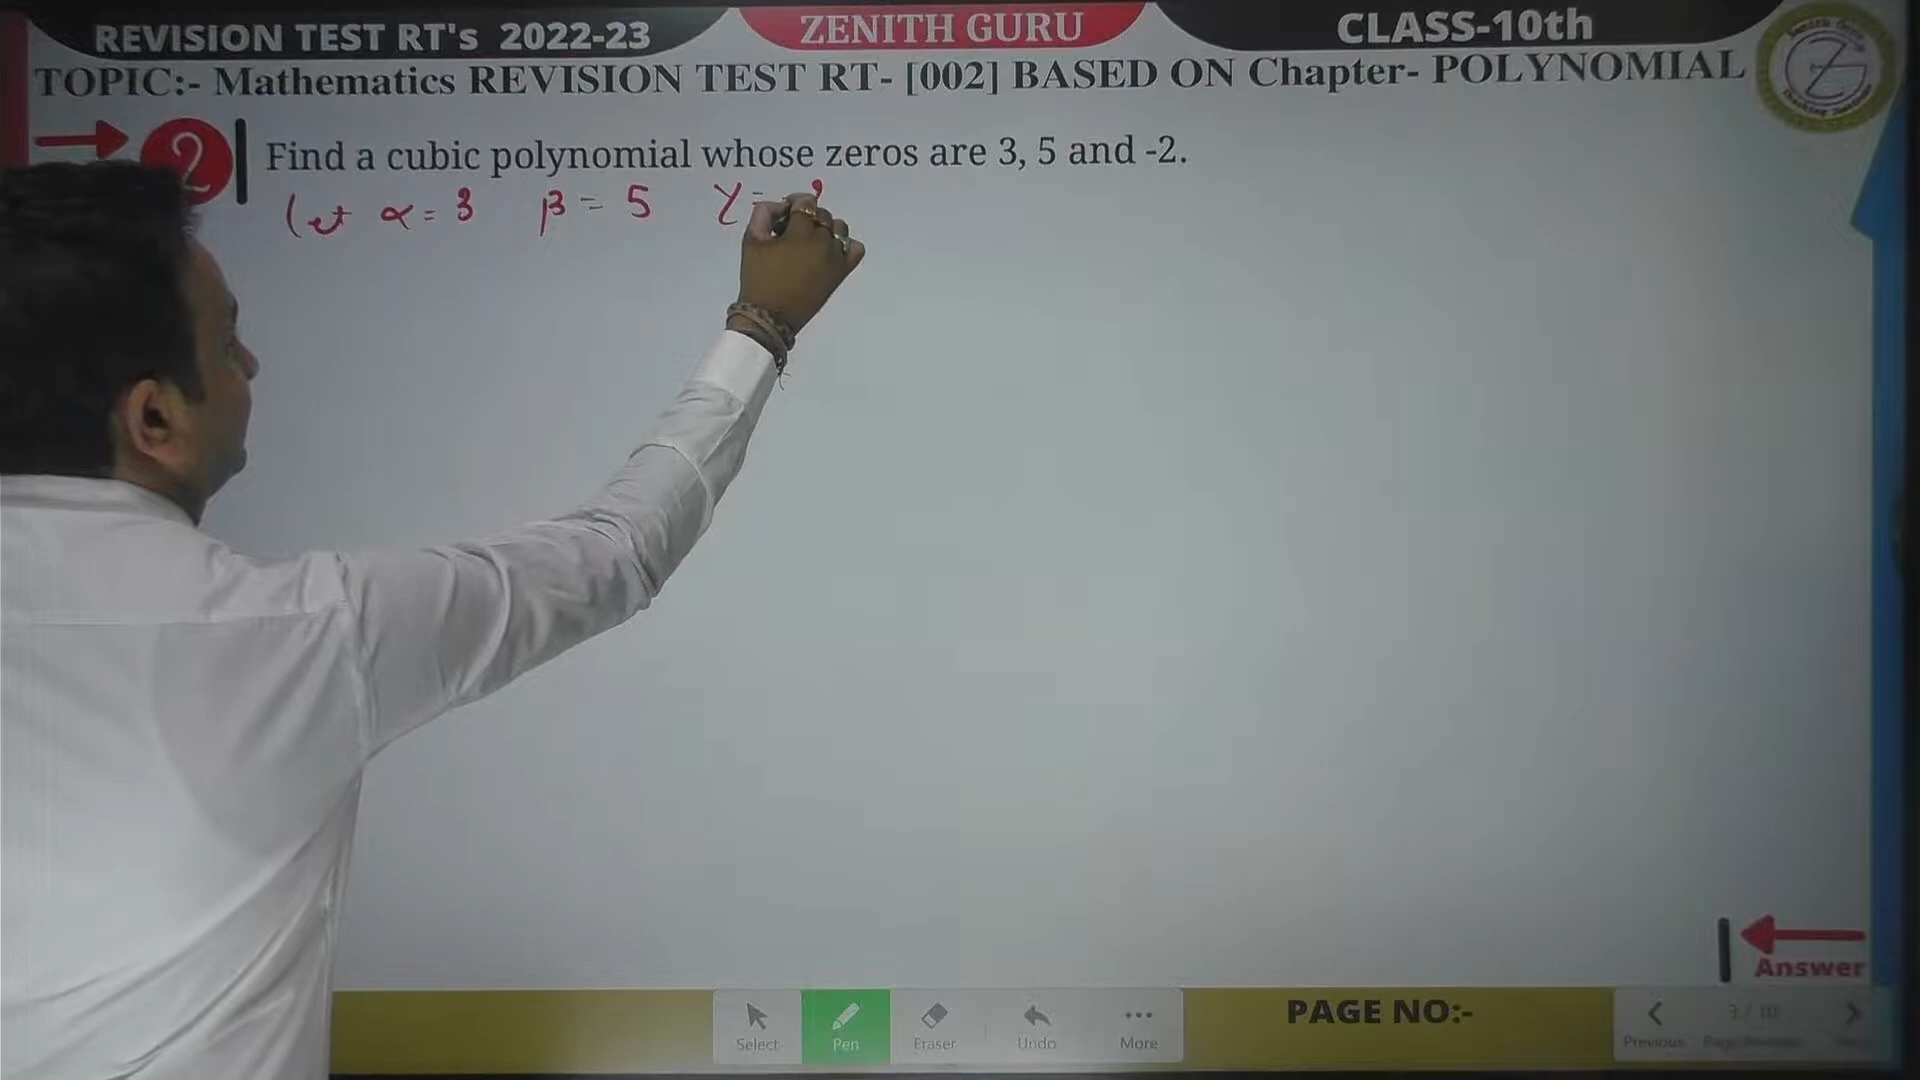 REVISION TEST RT's 2022-23
ZENITH GURU
CLASS-10th
TOPIC:- Mathematics REVISION TEST RT- [002] BASED ON Chapter- POLYNOMIAL
2
Find a cubic polynomial whose zeros are 3, 5 and -2.
Let α = 3 β = 5 γ =
Answer
Select
Pen
Eraser
Undo
More
PAGE NO:-
Previous